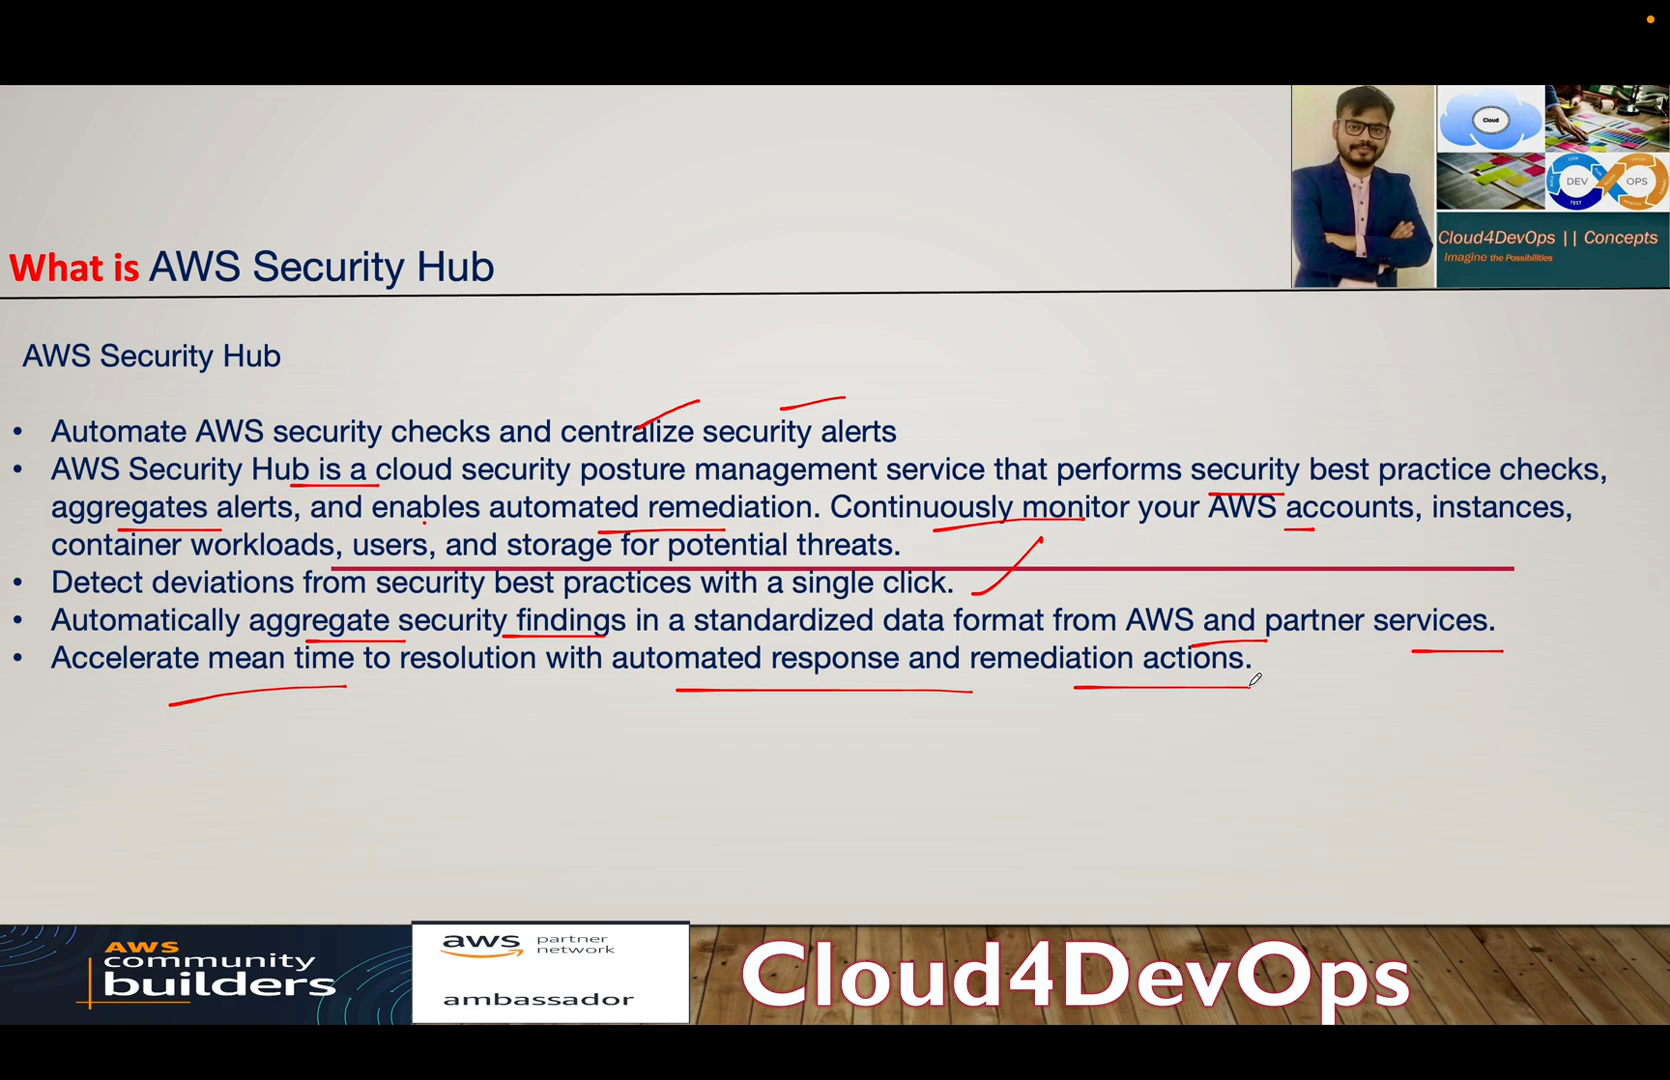 Cloud
DEV
OPS
TEST
Cloud4DevOps || Concepts
Imagine the Possibilities
What is AWS Security Hub
AWS Security Hub
• Automate AWS security checks and centralize security alerts
• AWS Security Hub is a cloud security posture management service that performs security best practice checks,
aggregates alerts, and enables automated remediation. Continuously monitor your AWS accounts, instances,
container workloads, users, and storage for potential threats.
• Detect deviations from security best practices with a single click.
• Automatically aggregate security findings in a standardized data format from AWS and partner services.
• Accelerate mean time to resolution with automated response and remediation actions.
AWS
community
builders
aws partner
network
ambassador
Cloud4DevOps